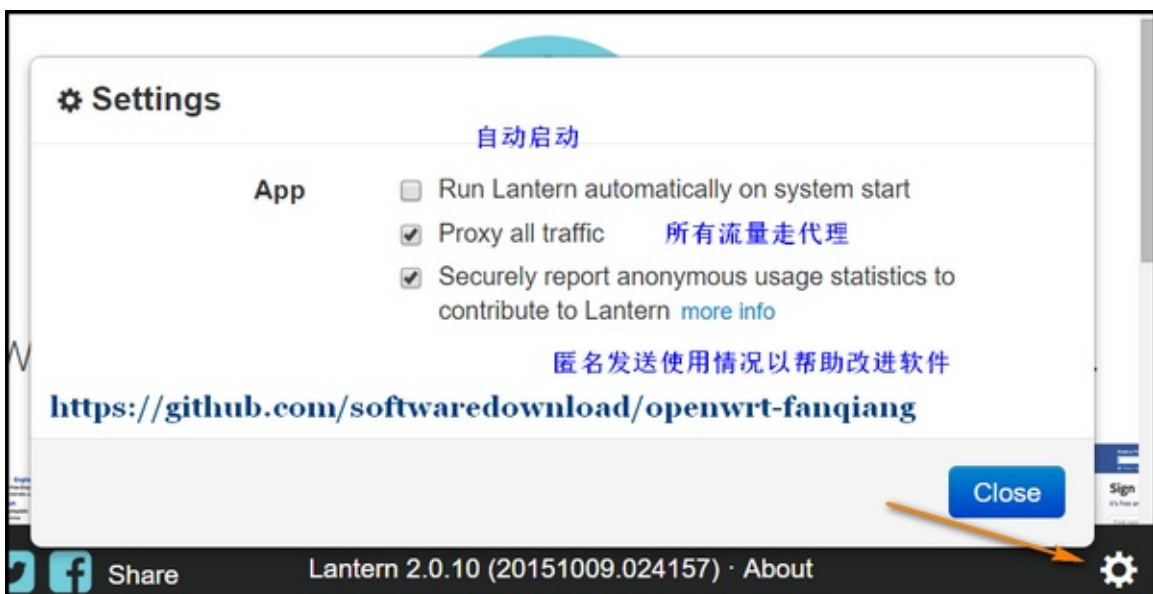 Settings
自动启动
App
Run Lantern automatically on system start
Proxy all traffic 所有流量走代理
Securely report anonymous usage statistics to
contribute to Lantern more info
匿名发送使用情况以帮助改进软件
https://github.com/softwaredownload/openwrt-fanqiang
Close
Sign
Share
Lantern 2.0.10 (20151009.024157) · About